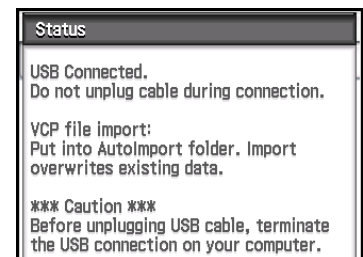 Status
USB Connected.
Do not unplug cable during connection.
VCP file import:
Put into AutoImport folder. Import
overwrites existing data.
*** Caution ***
Before unplugging USB cable, terminate
the USB connection on your computer.